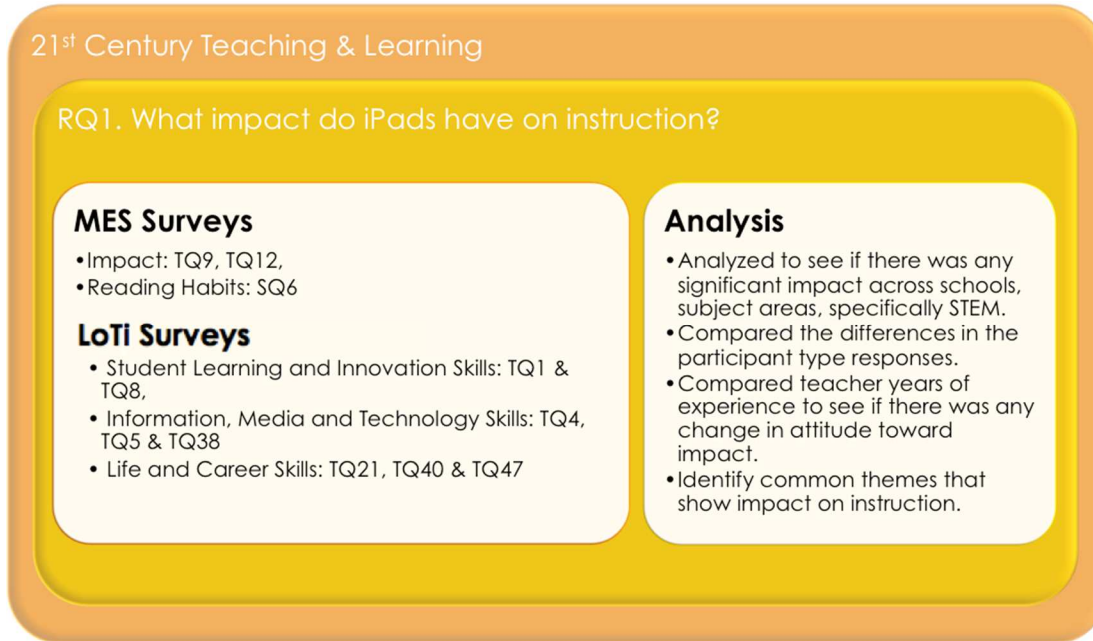 21st Century Teaching & Learning
RQ1. What impact do iPads have on instruction?
MES Surveys
•Impact: TQ9, TQ12,
•Reading Habits: SQ6
LoTi Surveys
• Student Learning and Innovation Skills: TQ1 &
TQ8,
• Information, Media and Technology Skills: TQ4,
TQ5 & TQ38
• Life and Career Skills: TQ21, TQ40 & TQ47
Analysis
•Analyzed to see if there was any
significant impact across schools,
subject areas, specifically STEM.
•Compared the differences in the
participant type responses.
•Compared teacher years of
experience to see if there was any
change in attitude toward
impact.
•Identify common themes that
show impact on instruction.